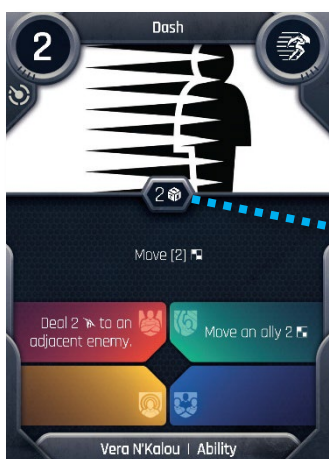 Dash
2
2
Move [2]
Deal 2 to an
adjacent enemy.
Move an ally 2
Vera N'Kalou | Ability